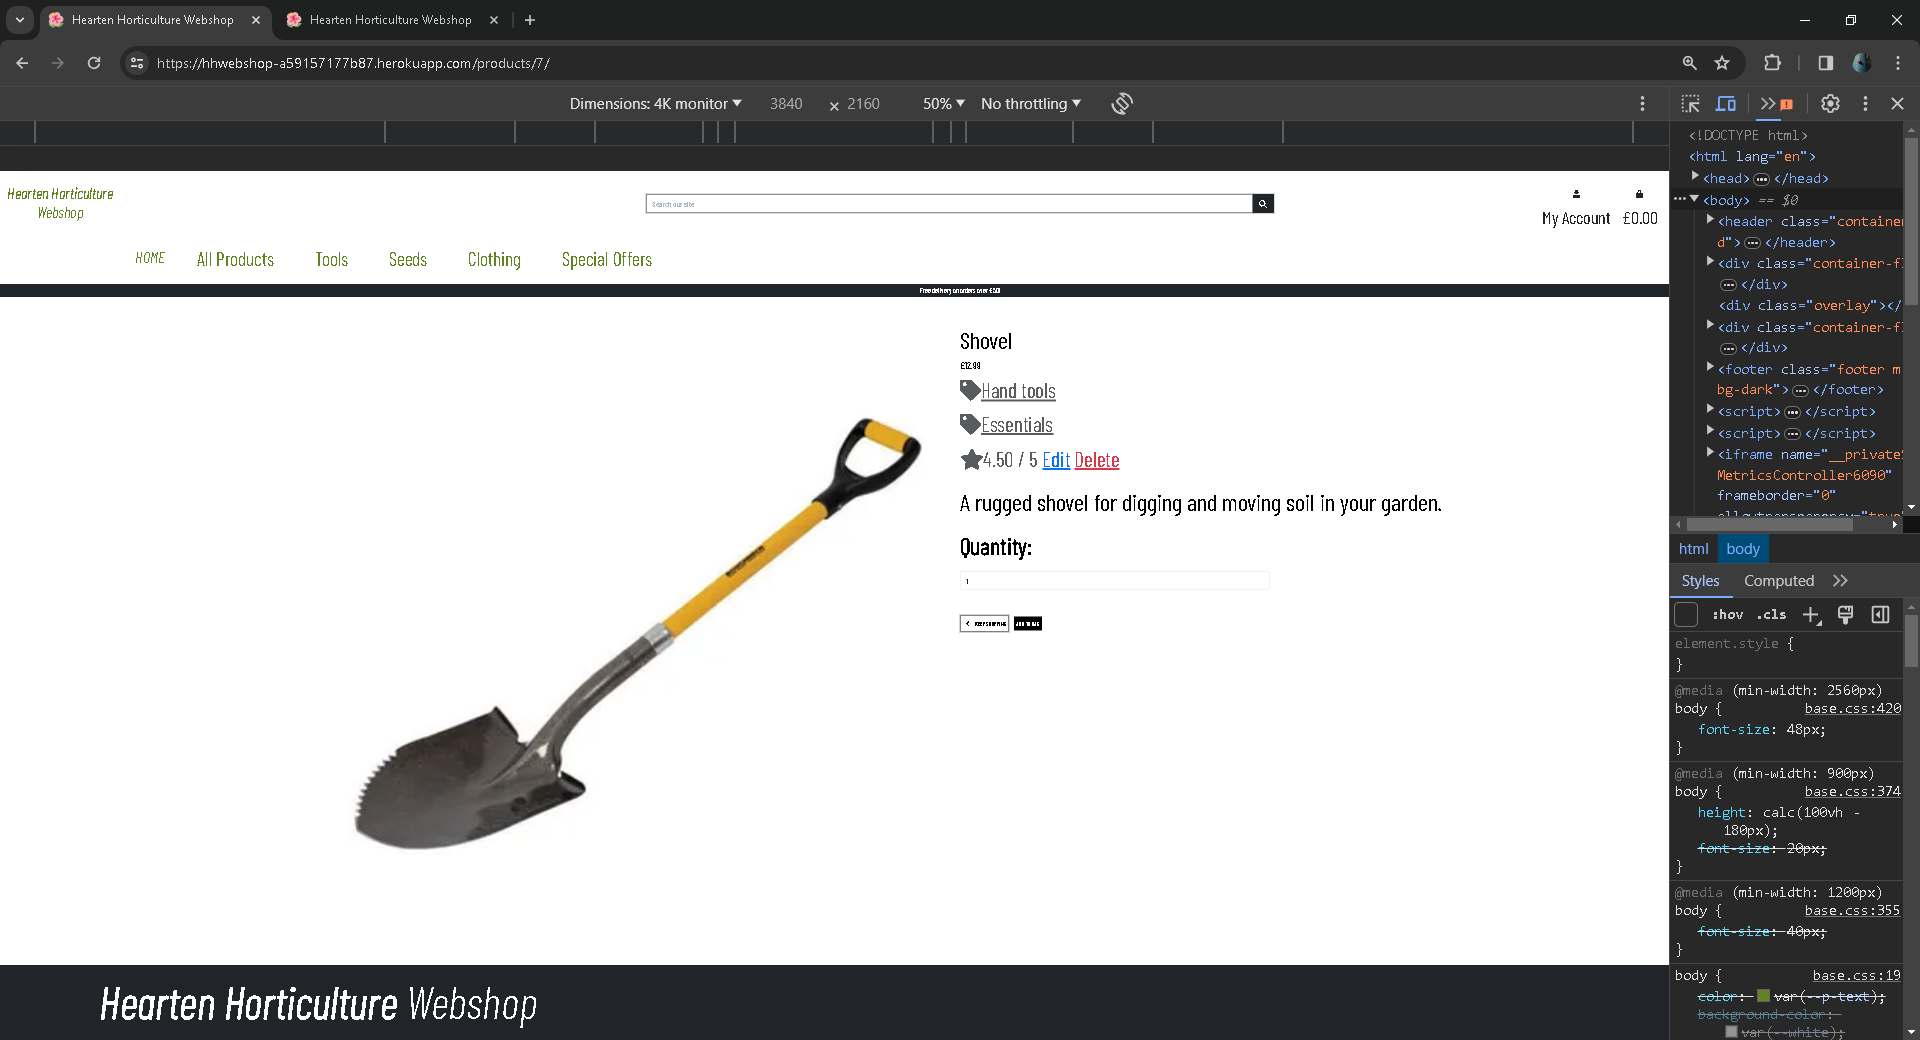 Hearten Horticulture Webshop
Hearten Horticulture Webshop
https://hhwebshop-a59157177b87.herokuapp.com/products/7/
Dimensions: 4K monitor 3840 × 2160 50% No throttling
Hearten Horticulture
Webshop
Search our site
My Account £0.00
HOME All Products Tools Seeds Clothing Special Offers
Free delivery on orders over £50!
Shovel
£12.99
Hand tools
Essentials
4.50 / 5 Edit Delete
A rugged shovel for digging and moving soil in your garden.
Quantity:
1
KEEP SHOPPING ADD TO BAG
Hearten Horticulture Webshop
<!DOCTYPE html>
<html lang="en">
<head> ••• </head>
••• <body> == $0
<header class="container
d"> ••• </header>
<div class="container-fl
••• </div>
<div class="overlay"></
<div class="container-fl
••• </div>
<footer class="footer m
bg-dark"> ••• </footer>
<script> ••• </script>
<script> ••• </script>
<iframe name="__privateS
MetricsController6090"
frameborder="0"
allowtransparency="true"
html body
Styles Computed
:hov .cls
element.style {
}
@media (min-width: 2560px)
body { base.css:420
font-size: 48px;
}
@media (min-width: 900px)
body { base.css:374
height: calc(100vh -
180px);
font-size: 20px;
}
@media (min-width: 1200px)
body { base.css:355
font-size: 40px;
}
body { base.css:19
color: var(--p-text);
background-color:
var(--white);